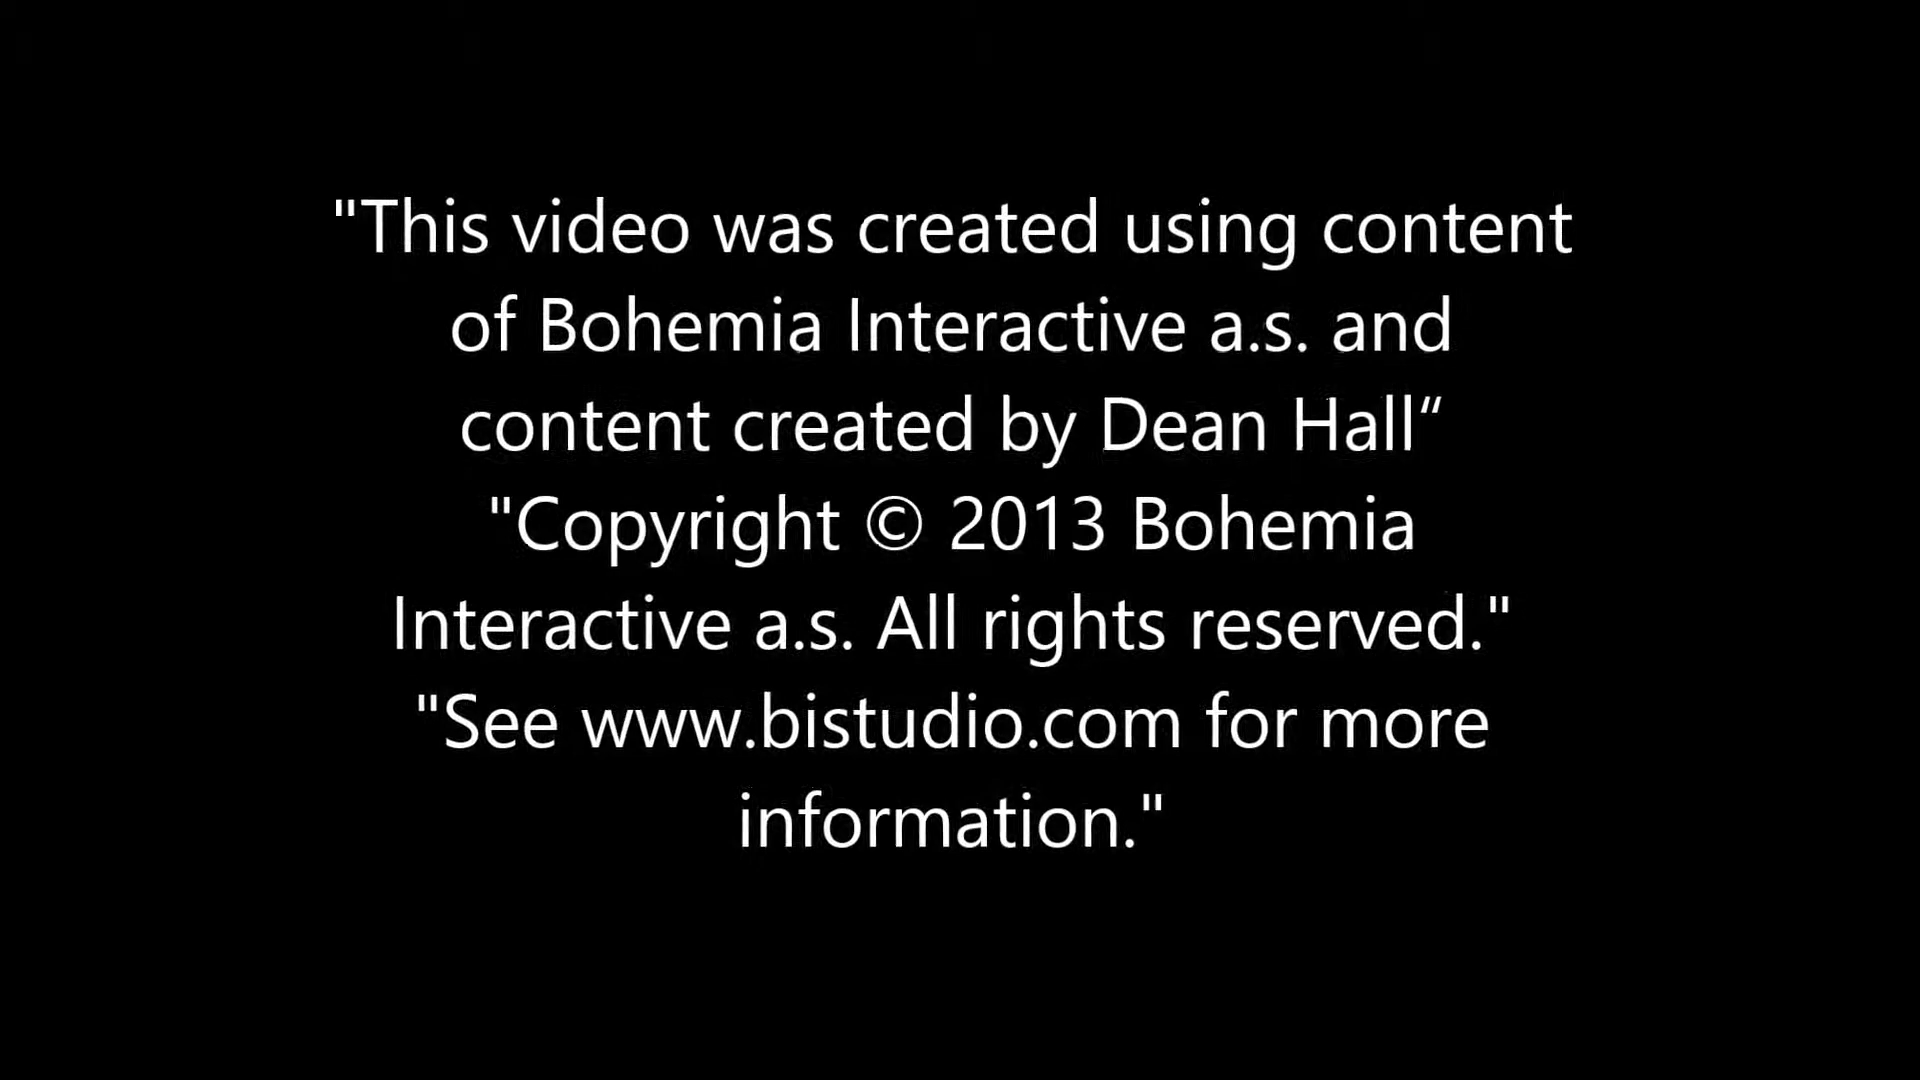 "This video was created using content
of Bohemia Interactive a.s. and
content created by Dean Hall“
"Copyright © 2013 Bohemia
Interactive a.s. All rights reserved."
"See www.bistudio.com for more
information."